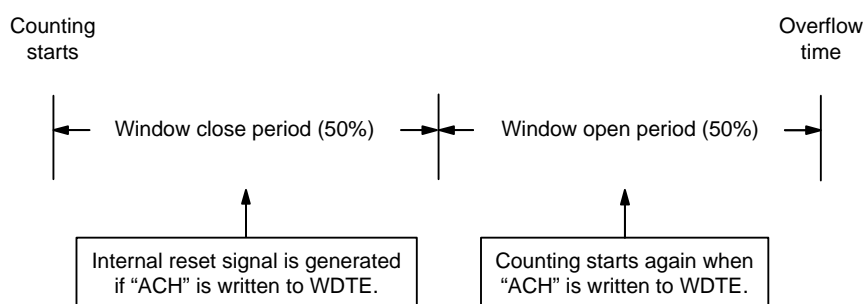 Counting
starts
Overflow
time
Window close period (50%)
Window open period (50%)
Internal reset signal is generated
if “ACH” is written to WDTE.
Counting starts again when
“ACH” is written to WDTE.